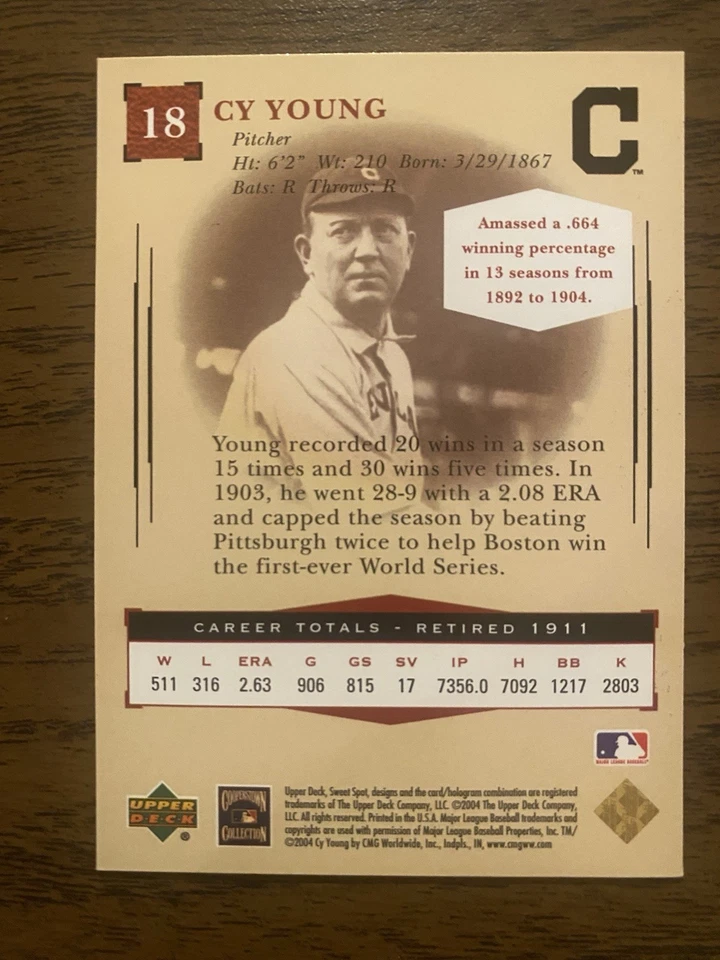 18 CY YOUNG
Pitcher
Ht: 6'2" Wt: 210 Born: 3/29/1867
Bats: R Throws: R
C
C™
Amassed a .664
winning percentage
in 13 seasons from
1892 to 1904.
Young recorded 20 wins in a season
15 times and 30 wins five times. In
1903, he went 28-9 with a 2.08 ERA
and capped the season by beating
Pittsburgh twice to help Boston win
the first-ever World Series.
CAREER TOTALS - RETIRED 1911
W L ERA G GS SV IP H BB K
511 316 2.63 906 815 17 7356.0 7092 1217 2803
MAJOR LEAGUE BASEBALL
UPPER
DECK®
COOPERSTOWN
COLLECTION
Upper Deck, Sweet Spot, designs and the card/hologram combination are registered
trademarks of The Upper Deck Company, LLC. ©2004 The Upper Deck Company,
LLC. All rights reserved. Printed in the U.S.A. Major League Baseball trademarks and
copyrights are used with permission of Major League Baseball Properties, Inc. TM/
©2004 Cy Young by CMG Worldwide, Inc., Indpls., IN, www.cmgww.com